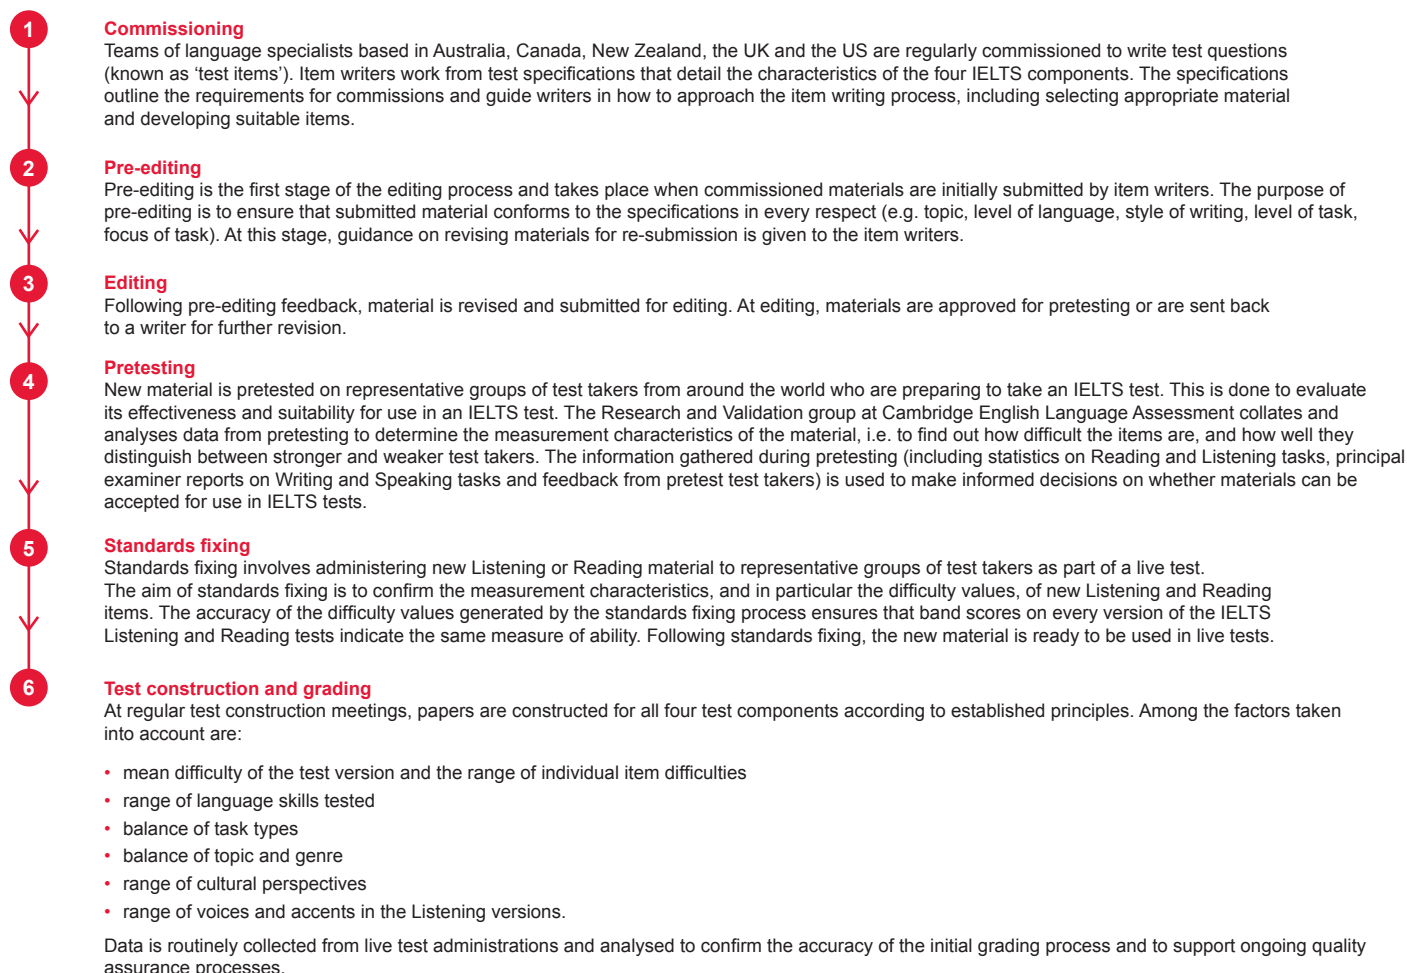 1
Commissioning
Teams of language specialists based in Australia, Canada, New Zealand, the UK and the US are regularly commissioned to write test questions
(known as ‘test items’). Item writers work from test specifications that detail the characteristics of the four IELTS components. The specifications
outline the requirements for commissions and guide writers in how to approach the item writing process, including selecting appropriate material
and developing suitable items.
2
Pre-editing
Pre-editing is the first stage of the editing process and takes place when commissioned materials are initially submitted by item writers. The purpose of
pre-editing is to ensure that submitted material conforms to the specifications in every respect (e.g. topic, level of language, style of writing, level of task,
focus of task). At this stage, guidance on revising materials for re-submission is given to the item writers.
3
Editing
Following pre-editing feedback, material is revised and submitted for editing. At editing, materials are approved for pretesting or are sent back
to a writer for further revision.
4
Pretesting
New material is pretested on representative groups of test takers from around the world who are preparing to take an IELTS test. This is done to evaluate
its effectiveness and suitability for use in an IELTS test. The Research and Validation group at Cambridge English Language Assessment collates and
analyses data from pretesting to determine the measurement characteristics of the material, i.e. to find out how difficult the items are, and how well they
distinguish between stronger and weaker test takers. The information gathered during pretesting (including statistics on Reading and Listening tasks, principal
examiner reports on Writing and Speaking tasks and feedback from pretest test takers) is used to make informed decisions on whether materials can be
accepted for use in IELTS tests.
5
Standards fixing
Standards fixing involves administering new Listening or Reading material to representative groups of test takers as part of a live test.
The aim of standards fixing is to confirm the measurement characteristics, and in particular the difficulty values, of new Listening and Reading
items. The accuracy of the difficulty values generated by the standards fixing process ensures that band scores on every version of the IELTS
Listening and Reading tests indicate the same measure of ability. Following standards fixing, the new material is ready to be used in live tests.
6
Test construction and grading
At regular test construction meetings, papers are constructed for all four test components according to established principles. Among the factors taken
into account are:
• mean difficulty of the test version and the range of individual item difficulties
• range of language skills tested
• balance of task types
• balance of topic and genre
• range of cultural perspectives
• range of voices and accents in the Listening versions.
Data is routinely collected from live test administrations and analysed to confirm the accuracy of the initial grading process and to support ongoing quality
assurance processes.